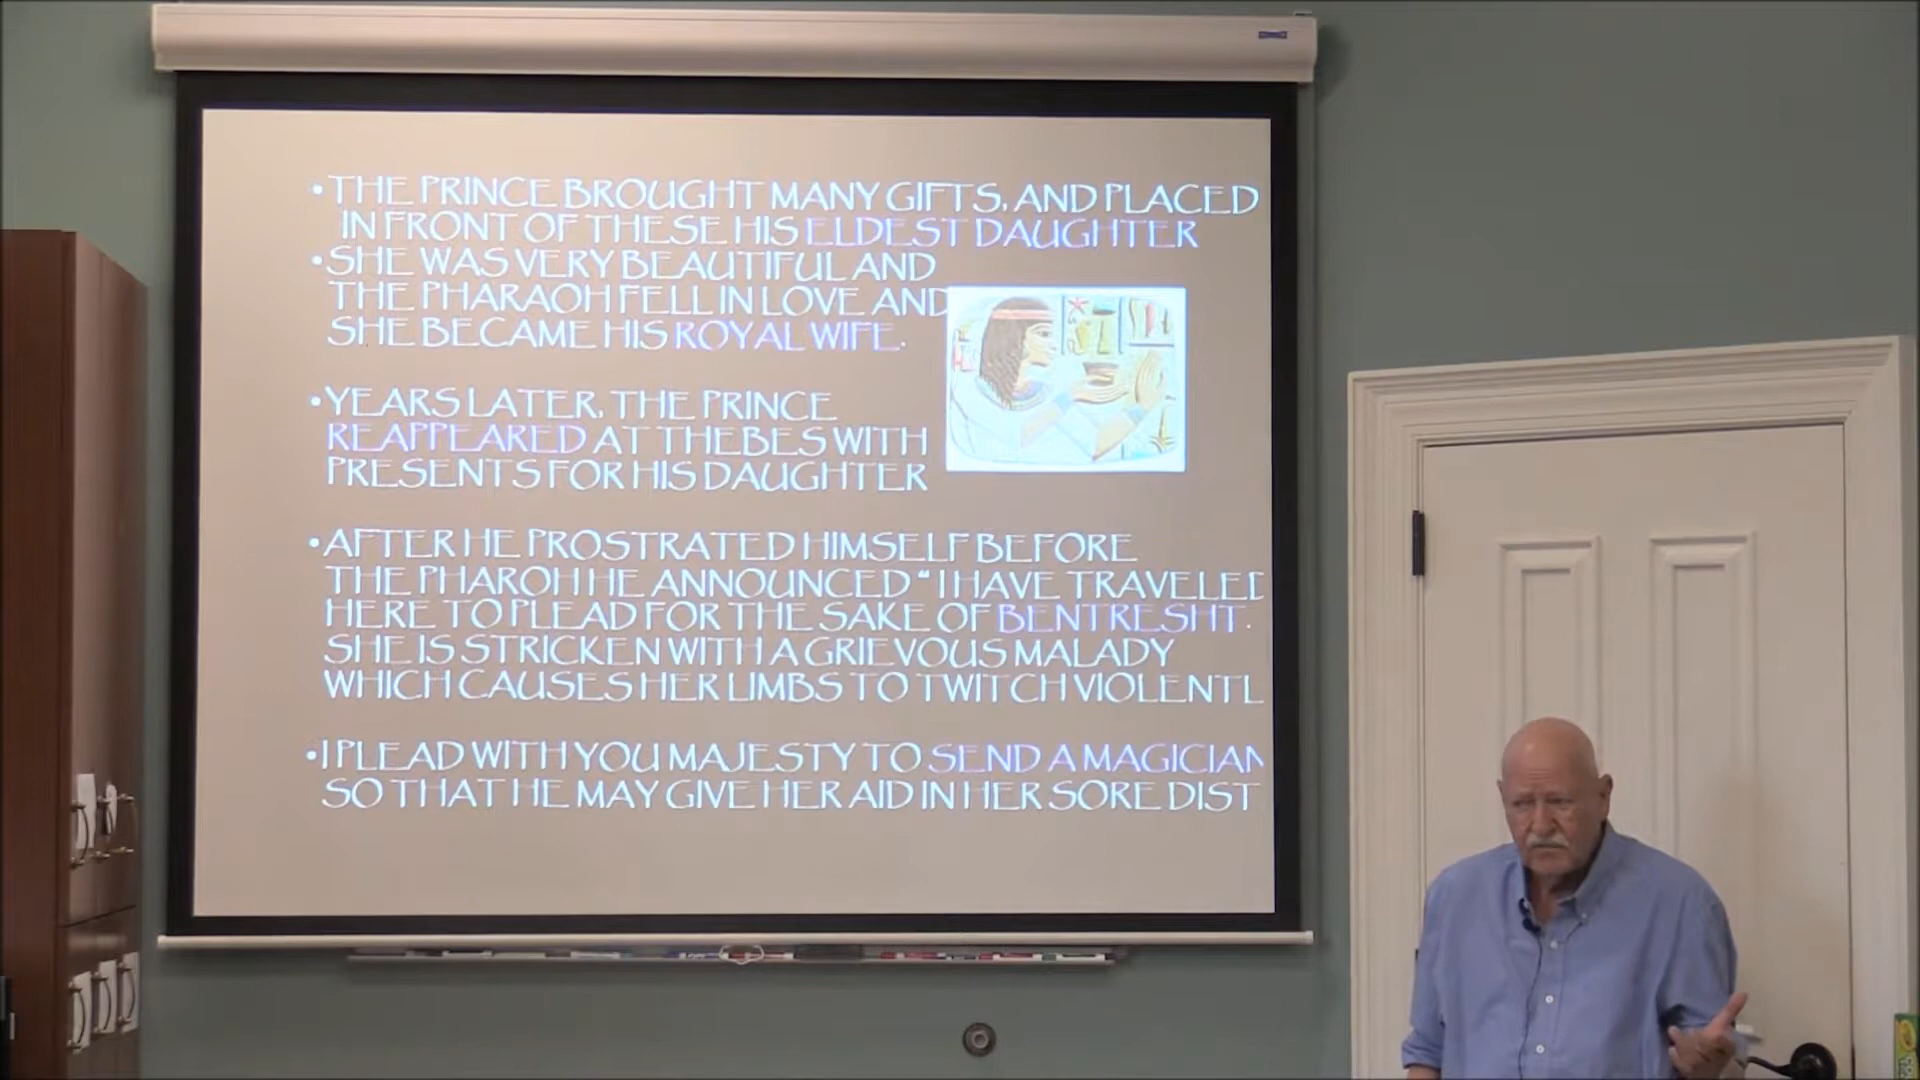 •THE PRINCE BROUGHT MANY GIFTS, AND PLACED
IN FRONT OF THESE HIS ELDEST DAUGHTER
•SHE WAS VERY BEAUTIFUL AND
THE PHARAOH FELL IN LOVE AND
SHE BECAME HIS ROYAL WIFE.
•YEARS LATER, THE PRINCE
REAPPEARED AT THEBES WITH
PRESENTS FOR HIS DAUGHTER
•AFTER HE PROSTRATED HIMSELF BEFORE
THE PHAROH HE ANNOUNCED "I HAVE TRAVELED
HERE TO PLEAD FOR THE SAKE OF BENTRESHT.
SHE IS STRICKEN WITH A GRIEVOUS MALADY
WHICH CAUSES HER LIMBS TO TWITCH VIOLENTL
•I PLEAD WITH YOU MAJESTY TO SEND A MAGICIAN
SO THAT HE MAY GIVE HER AID IN HER SORE DIST